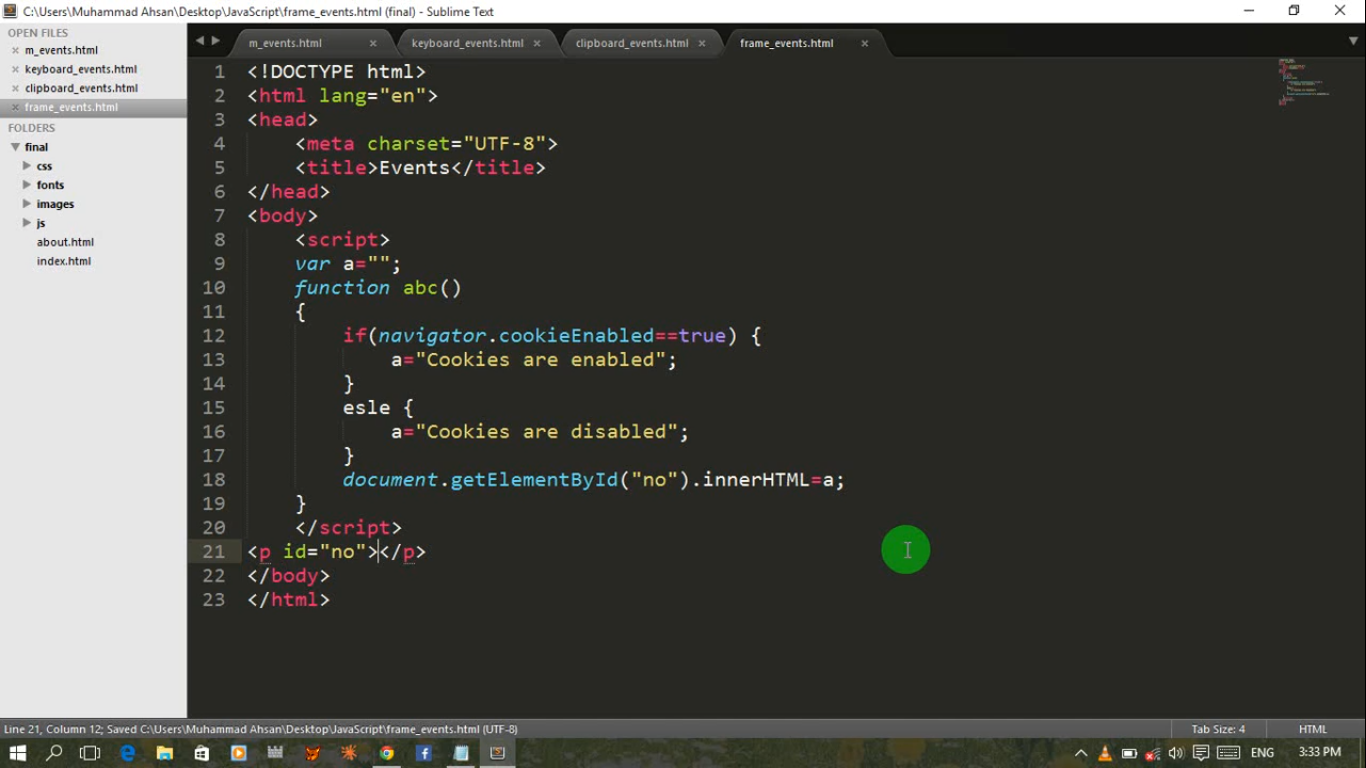 C:\Users\Muhammad Ahsan\Desktop\JavaScript\frame_events.html (final) - Sublime Text
OPEN FILES
m_events.html
keyboard_events.html
clipboard_events.html
frame_events.html
FOLDERS
final
css
fonts
images
js
about.html
index.html
m_events.html keyboard_events.html clipboard_events.html frame_events.html
1 <!DOCTYPE html>
2 <html lang="en">
3 <head>
4 <meta charset="UTF-8">
5 <title>Events</title>
6 </head>
7 <body>
8 <script>
9 var a="";
10 function abc()
11 {
12 if(navigator.cookieEnabled==true) {
13 a="Cookies are enabled";
14 }
15 esle {
16 a="Cookies are disabled";
17 }
18 document.getElementById("no").innerHTML=a;
19 }
20 </script>
21 <p id="no"></p>
22 </body>
23 </html>
Line 21, Column 12; Saved C:\Users\Muhammad Ahsan\Desktop\JavaScript\frame_events.html (UTF-8) Tab Size: 4 HTML
ENG 3:33 PM